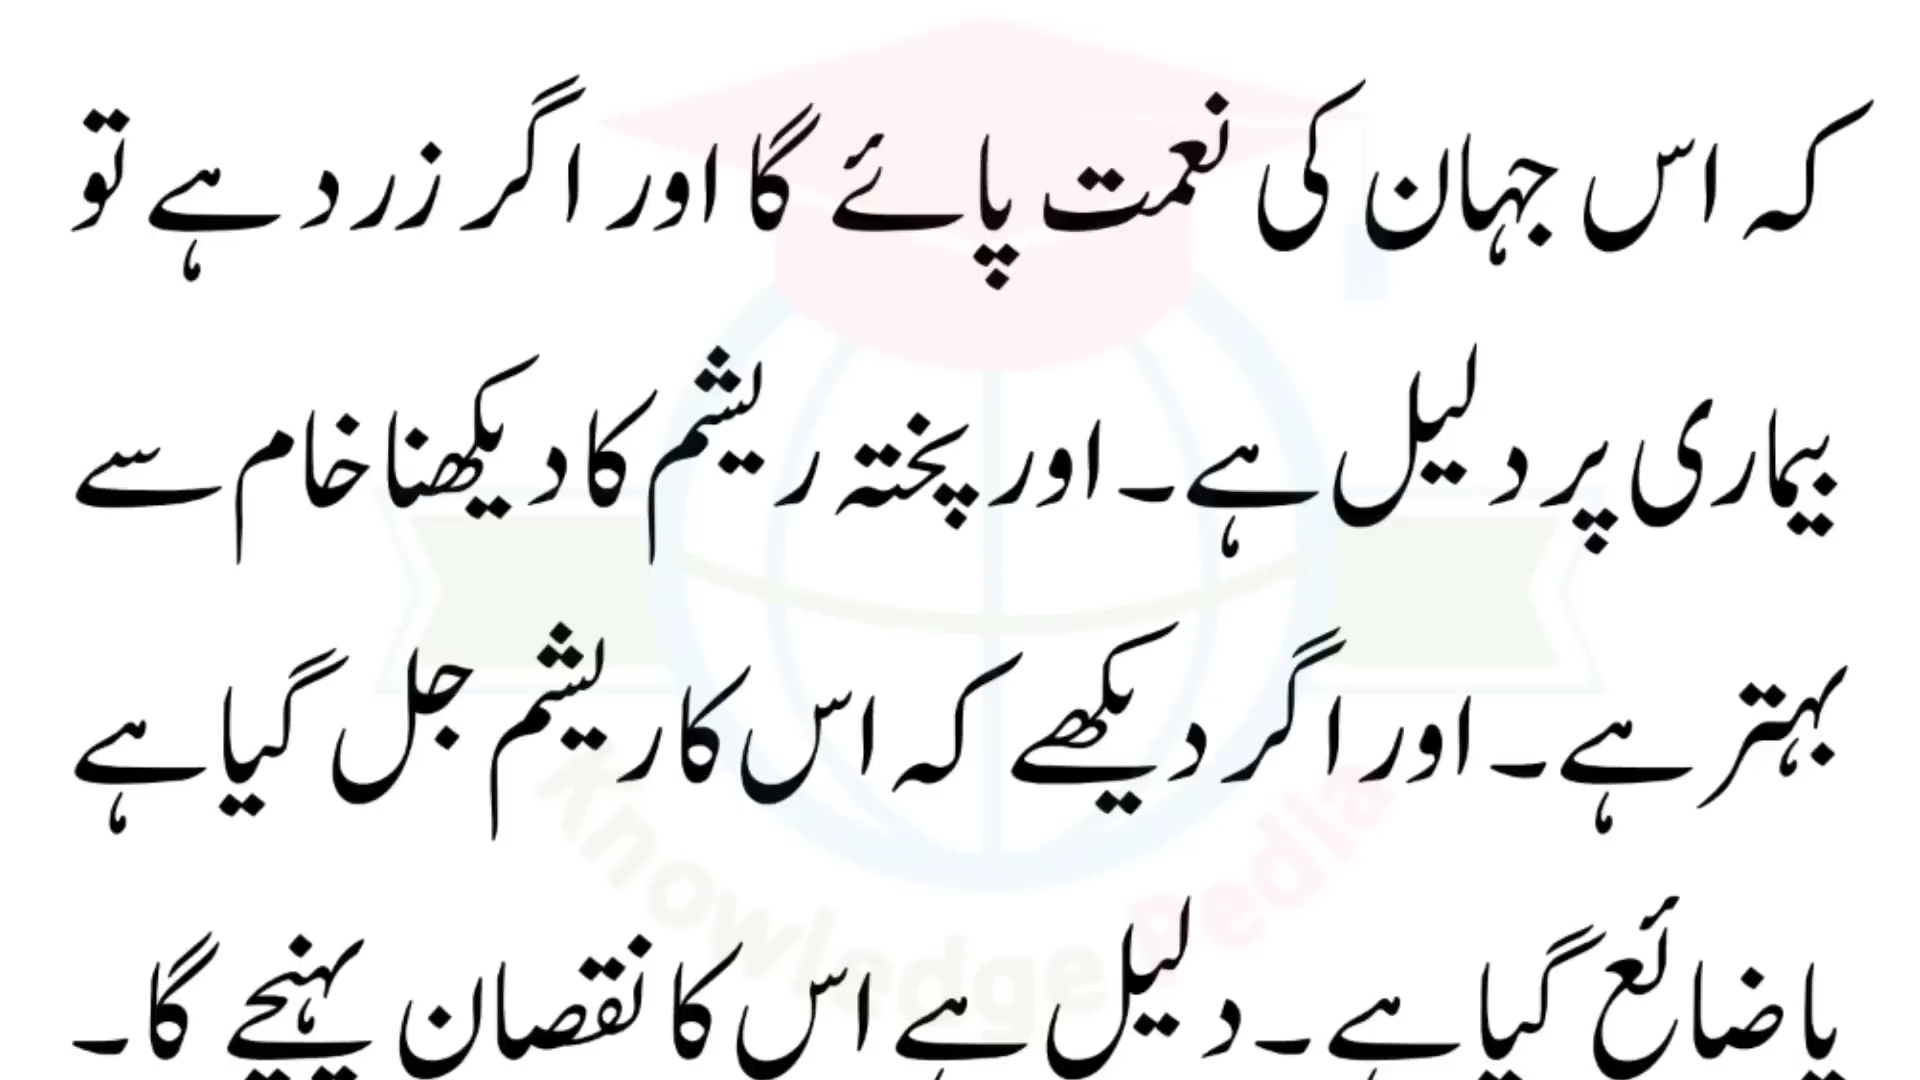 کہ اس جہان کی نعمت پائے گا اور اگر زرد ہے تو
بیماری پر دلیل ہے۔ اور پختہ ریشم کا دیکھنا خام سے
بہتر ہے۔ اور اگر دیکھے کہ اس کا ریشم جل گیا ہے
یا ضائع گیا ہے۔ دلیل ہے اس کا نقصان پہنچے گا۔
Knowledge Pedia